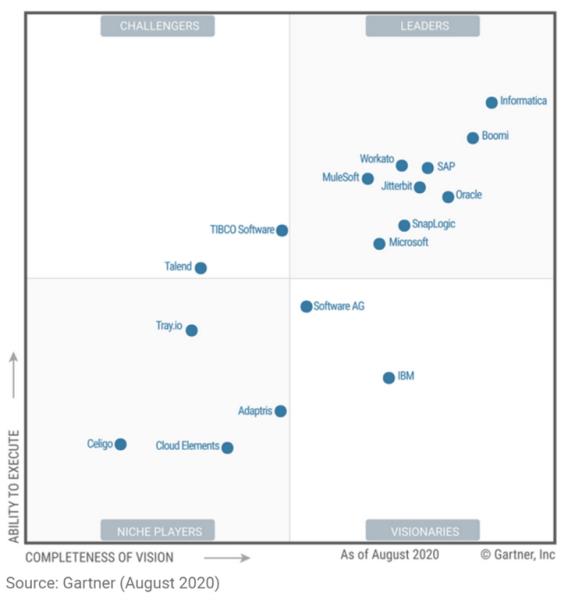 CHALLENGERS
LEADERS
Informatica
Boomi
Workato
SAP
MuleSoft
Jitterbit
Oracle
SnapLogic
TIBCO Software
Microsoft
Talend
Software AG
Tray.io
IBM
Adaptris
Celigo
Cloud Elements
ABILITY TO EXECUTE
NICHE PLAYERS
VISIONARIES
COMPLETENESS OF VISION
As of August 2020
© Gartner, Inc
Source: Gartner (August 2020)